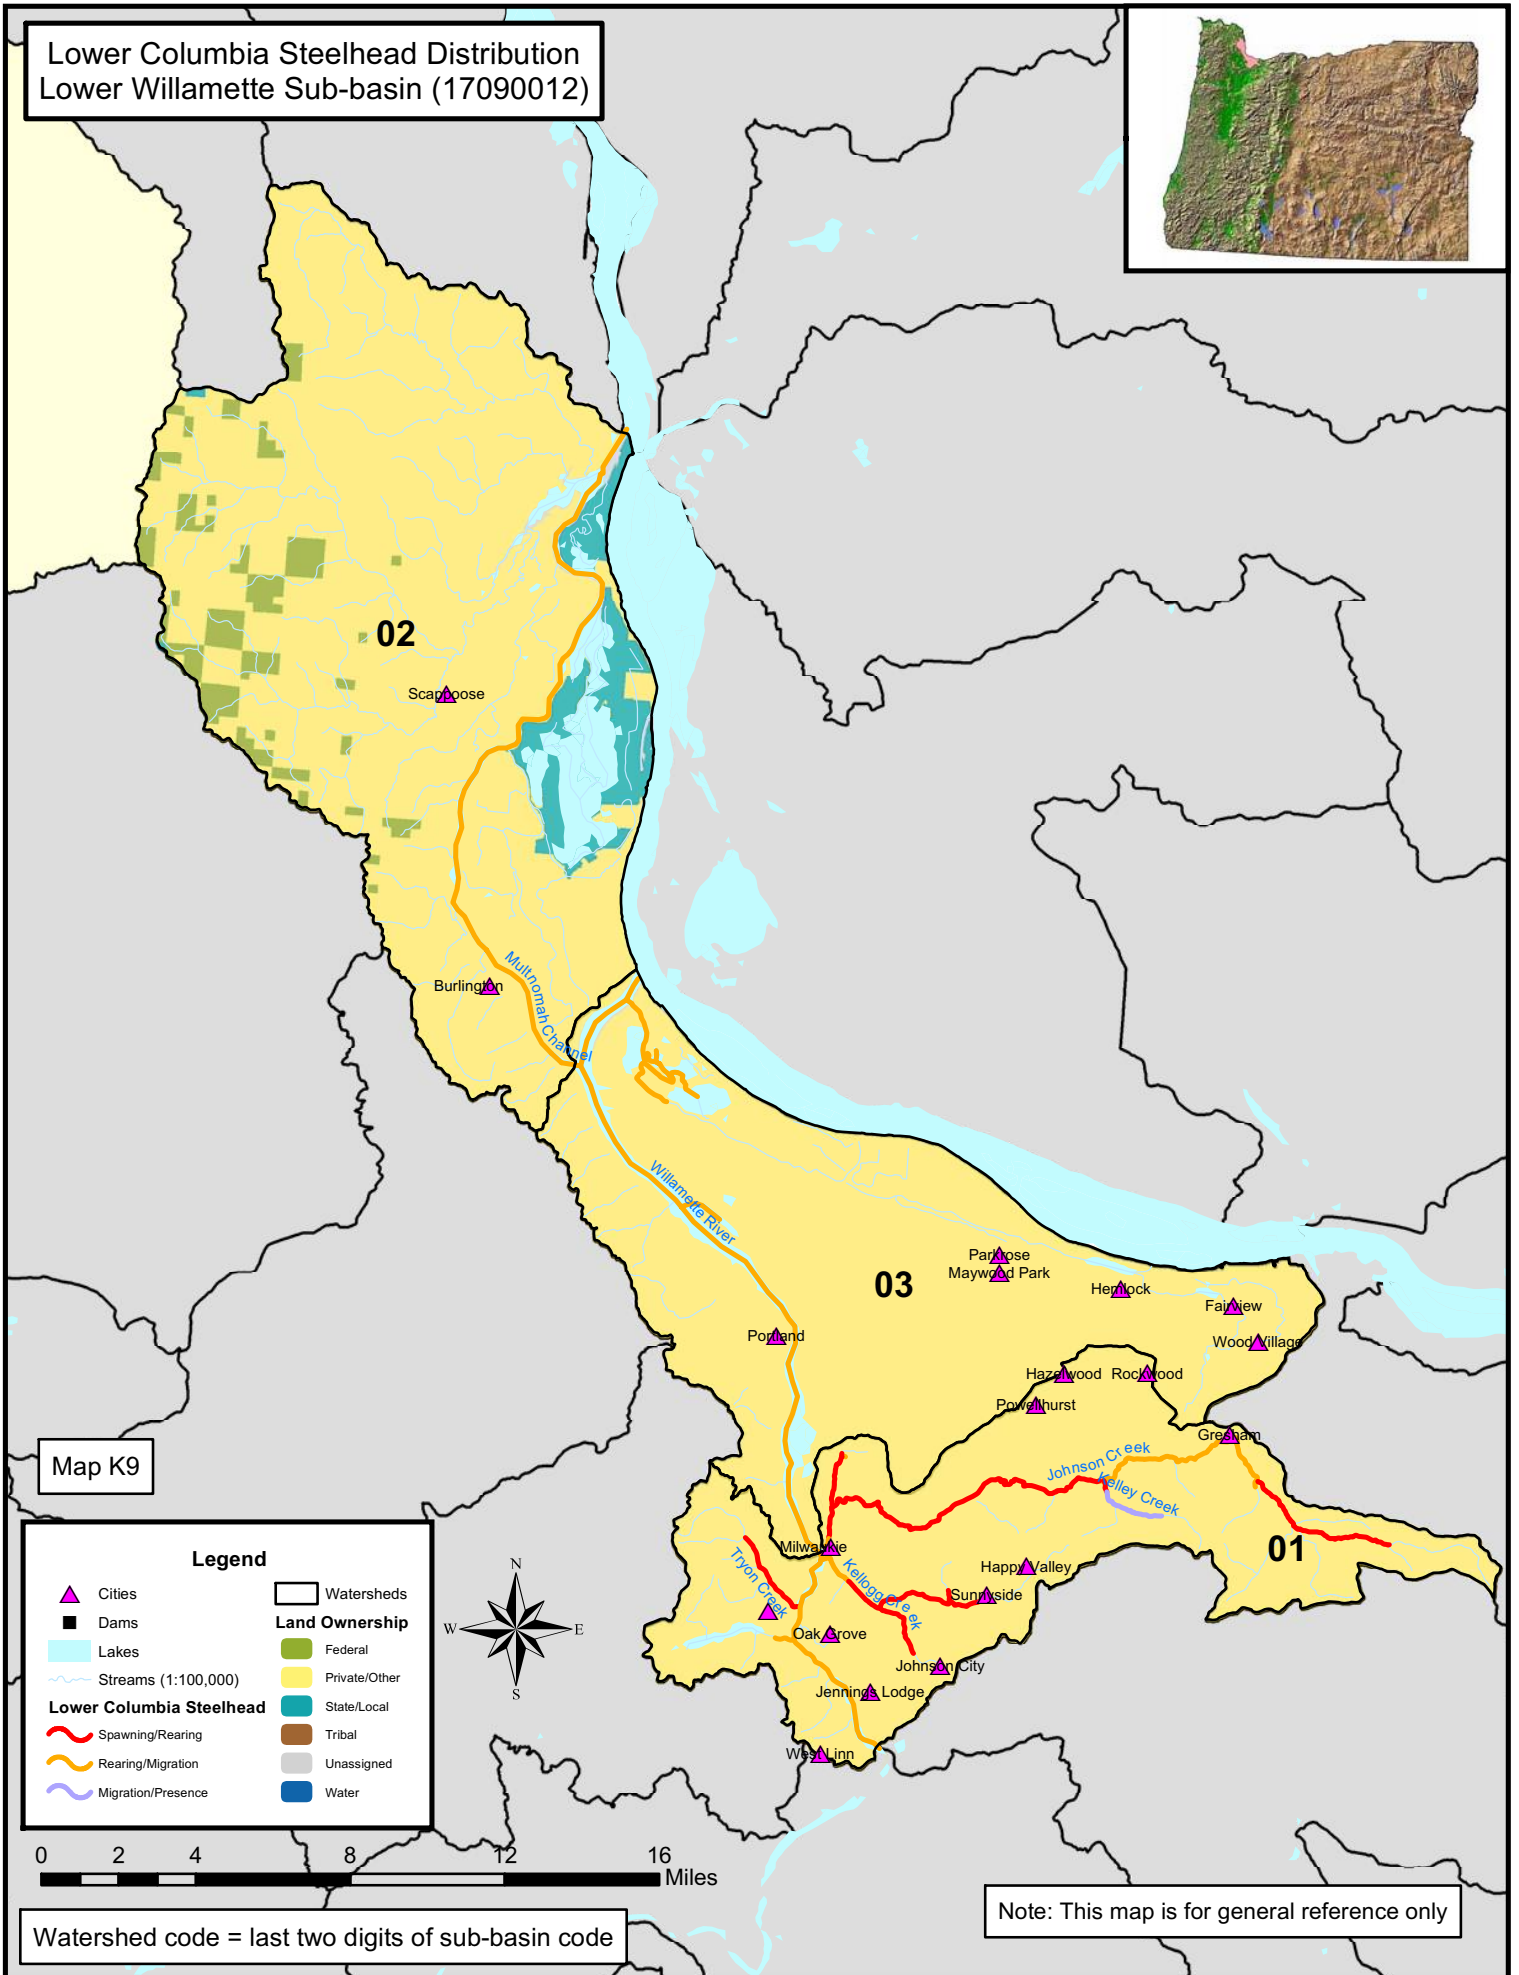 Lower Columbia Steelhead Distribution
Lower Willamette Sub-basin (17090012)
02
Scappoose
Burlington
Multnomah Channel
Willamette River
Parkrose
Maywood Park
03
Hemlock
Fairview
Portland
Wood Village
Hazelwood
Rockwood
Powellhurst
Gresham
Johnson Creek
Kelley Creek
Map K9
01
Milwaukie
Happy Valley
Tryon Creek
Kellogg Creek
Sunnyside
Oak Grove
Johnson City
Jennings Lodge
West Linn
Legend
Cities
Dams
Lakes
Streams (1:100,000)
Lower Columbia Steelhead
Spawning/Rearing
Rearing/Migration
Migration/Presence
Watersheds
Land Ownership
Federal
Private/Other
State/Local
Tribal
Unassigned
Water
N
W
E
S
0 2 4 8 12 16
Miles
Watershed code = last two digits of sub-basin code
Note: This map is for general reference only